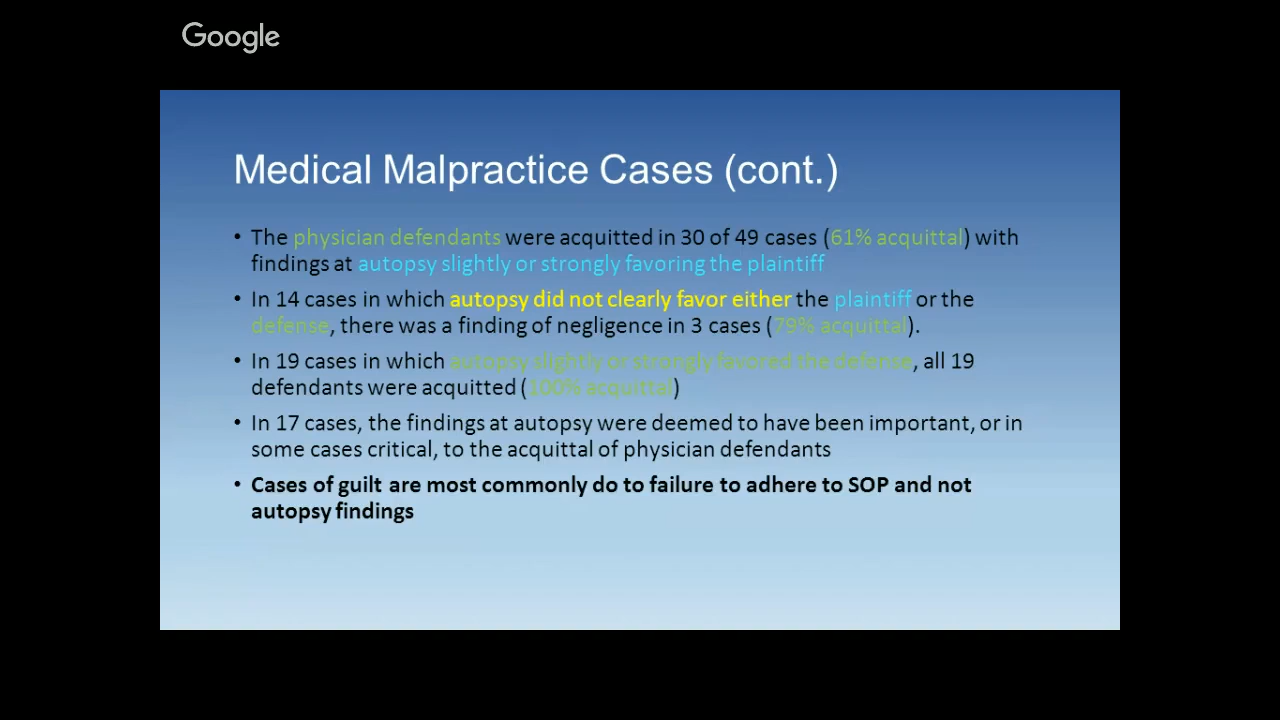 Google
Medical Malpractice Cases (cont.)
• The physician defendants were acquitted in 30 of 49 cases (61% acquittal) with
findings at autopsy slightly or strongly favoring the plaintiff
• In 14 cases in which autopsy did not clearly favor either the plaintiff or the
defense, there was a finding of negligence in 3 cases (79% acquittal).
• In 19 cases in which autopsy slightly or strongly favored the defense, all 19
defendants were acquitted (100% acquittal)
• In 17 cases, the findings at autopsy were deemed to have been important, or in
some cases critical, to the acquittal of physician defendants
• Cases of guilt are most commonly do to failure to adhere to SOP and not
autopsy findings